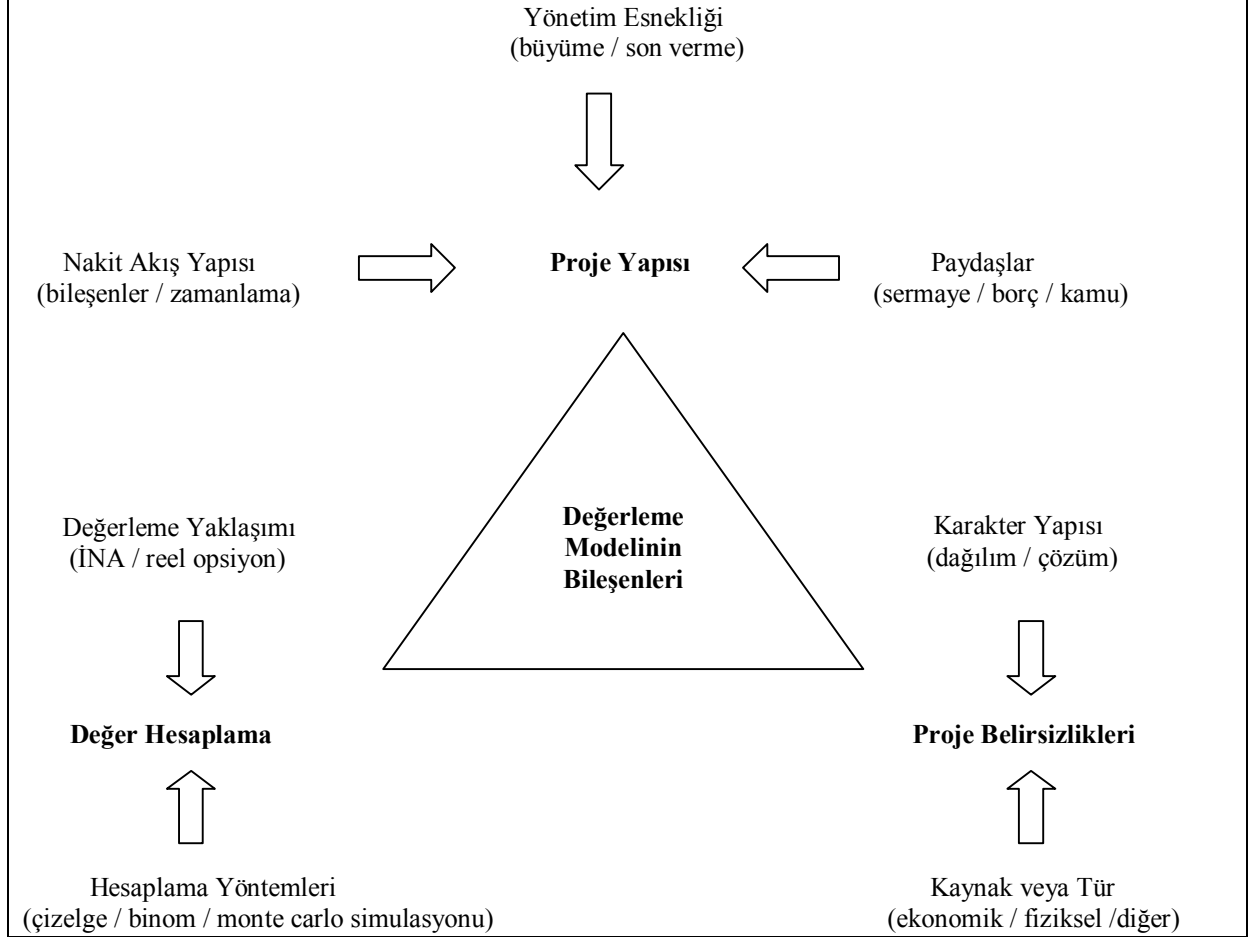 Yönetim Esnekliği
(büyüme / son verme)
Nakit Akış Yapısı
(bileşenler / zamanlama)
Proje Yapısı
Paydaşlar
(sermaye / borç / kamu)
Değerleme Yaklaşımı
(İNA / reel opsiyon)
Değerleme
Modelinin
Bileşenleri
Karakter Yapısı
(dağılım / çözüm)
Değer Hesaplama
Proje Belirsizlikleri
Hesaplama Yöntemleri
(çizelge / binom / monte carlo simulasyonu)
Kaynak veya Tür
(ekonomik / fiziksel /diğer)